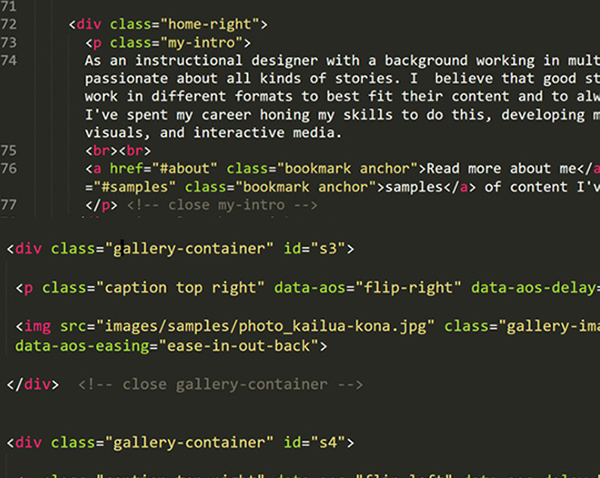 71
72 <div class="home-right">
73 <p class="my-intro">
74 As an instructional designer with a background working in mult
passionate about all kinds of stories. I believe that good st
work in different formats to best fit their content and to alw
I've spent my career honing my skills to do this, developing m
visuals, and interactive media.
75 <br><br>
76 <a href="#about" class="bookmark anchor">Read more about me</a
="#samples" class="bookmark anchor">samples</a> of content I'v
77 </p> <!-- close my-intro -->
<div class="gallery-container" id="s3">
<p class="caption top right" data-aos="flip-right" data-aos-delay=
<img src="images/samples/photo_kailua-kona.jpg" class="gallery-ima
data-aos-easing="ease-in-out-back">
</div> <!-- close gallery-container -->
<div class="gallery-container" id="s4">